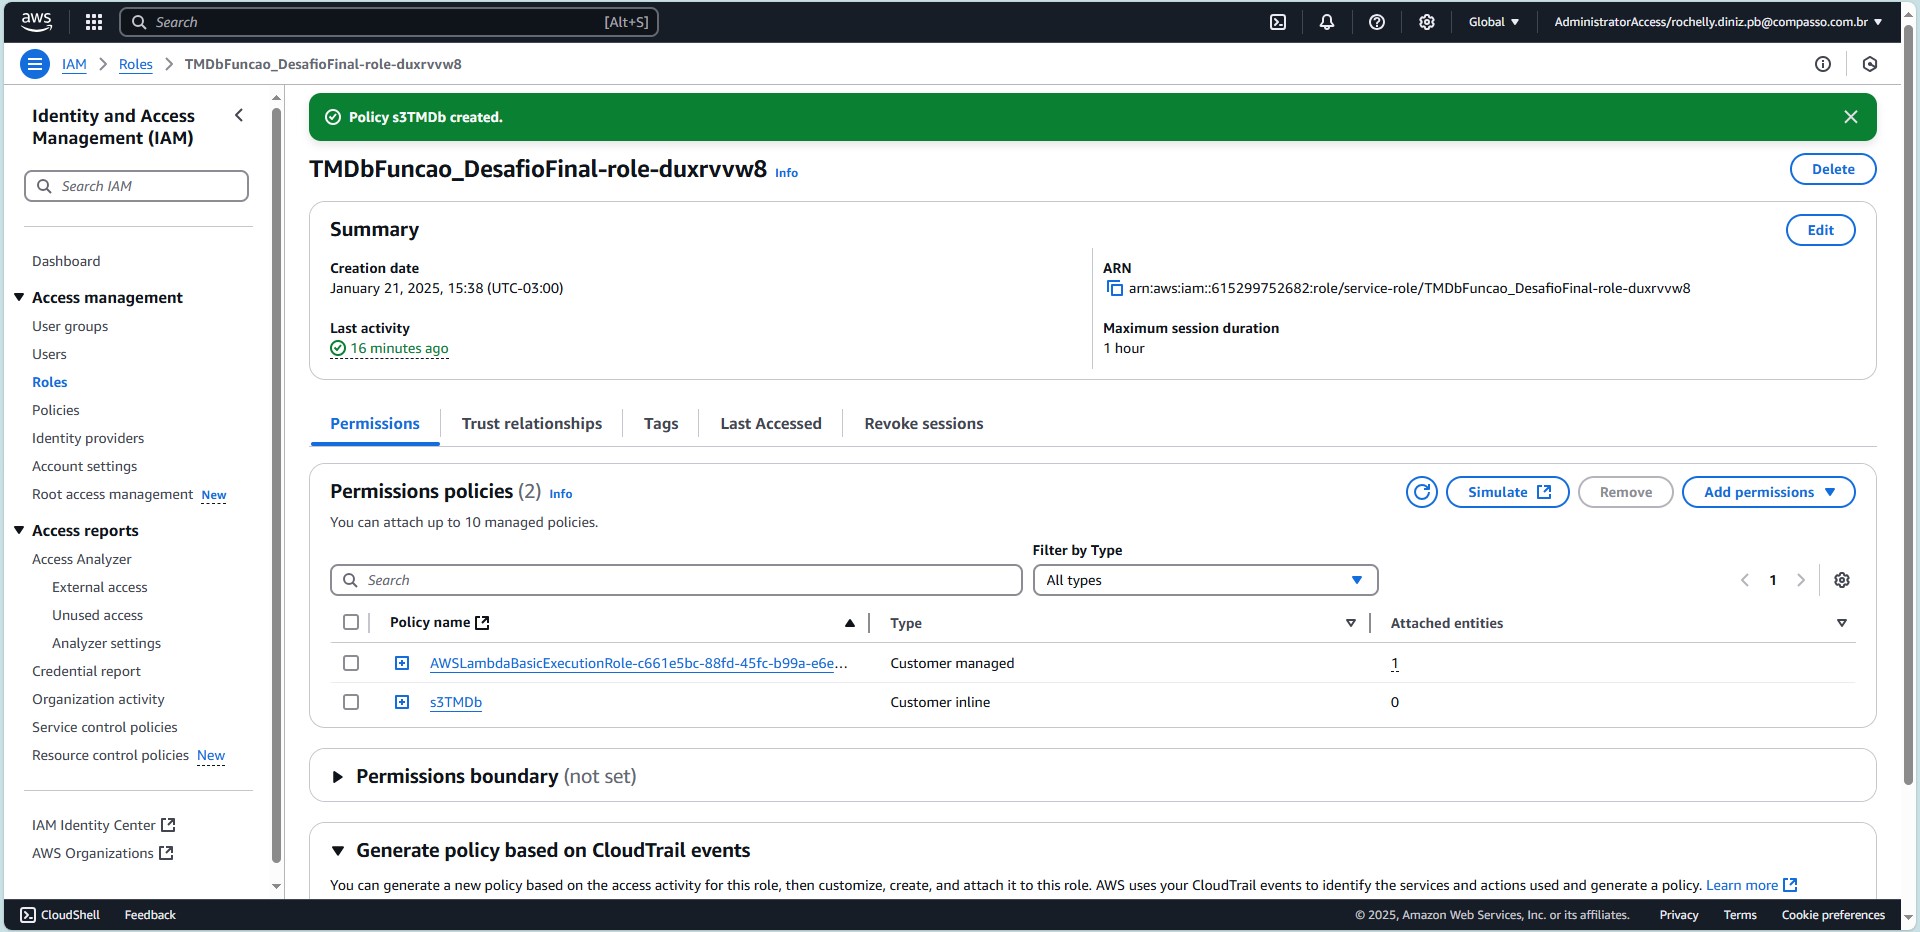 aws
Search
[Alt+S]
Global
AdministratorAccess/rochelly.diniz.pb@compasso.com.br
IAM
Roles
TMDbFuncao_DesafioFinal-role-duxrvvw8
Identity and Access
Management (IAM)
Search IAM
Dashboard
Access management
User groups
Users
Roles
Policies
Identity providers
Account settings
Root access management New
Access reports
Access Analyzer
External access
Unused access
Analyzer settings
Credential report
Organization activity
Service control policies
Resource control policies New
IAM Identity Center
AWS Organizations
Policy s3TMDb created.
TMDbFuncao_DesafioFinal-role-duxrvvw8 Info
Delete
Summary
Edit
Creation date
January 21, 2025, 15:38 (UTC-03:00)
Last activity
16 minutes ago
ARN
arn:aws:iam::615299752682:role/service-role/TMDbFuncao_DesafioFinal-role-duxrvvw8
Maximum session duration
1 hour
Permissions
Trust relationships
Tags
Last Accessed
Revoke sessions
Permissions policies (2) Info
Simulate
Remove
Add permissions
You can attach up to 10 managed policies.
Filter by Type
Search
All types
1
Policy name
Type
Attached entities
AWSLambdaBasicExecutionRole-c661e5bc-88fd-45fc-b99a-e6e...
Customer managed
1
s3TMDb
Customer inline
0
Permissions boundary (not set)
Generate policy based on CloudTrail events
You can generate a new policy based on the access activity for this role, then customize, create, and attach it to this role. AWS uses your CloudTrail events to identify the services and actions used and generate a policy. Learn more
CloudShell
Feedback
© 2025, Amazon Web Services, Inc. or its affiliates.
Privacy
Terms
Cookie preferences